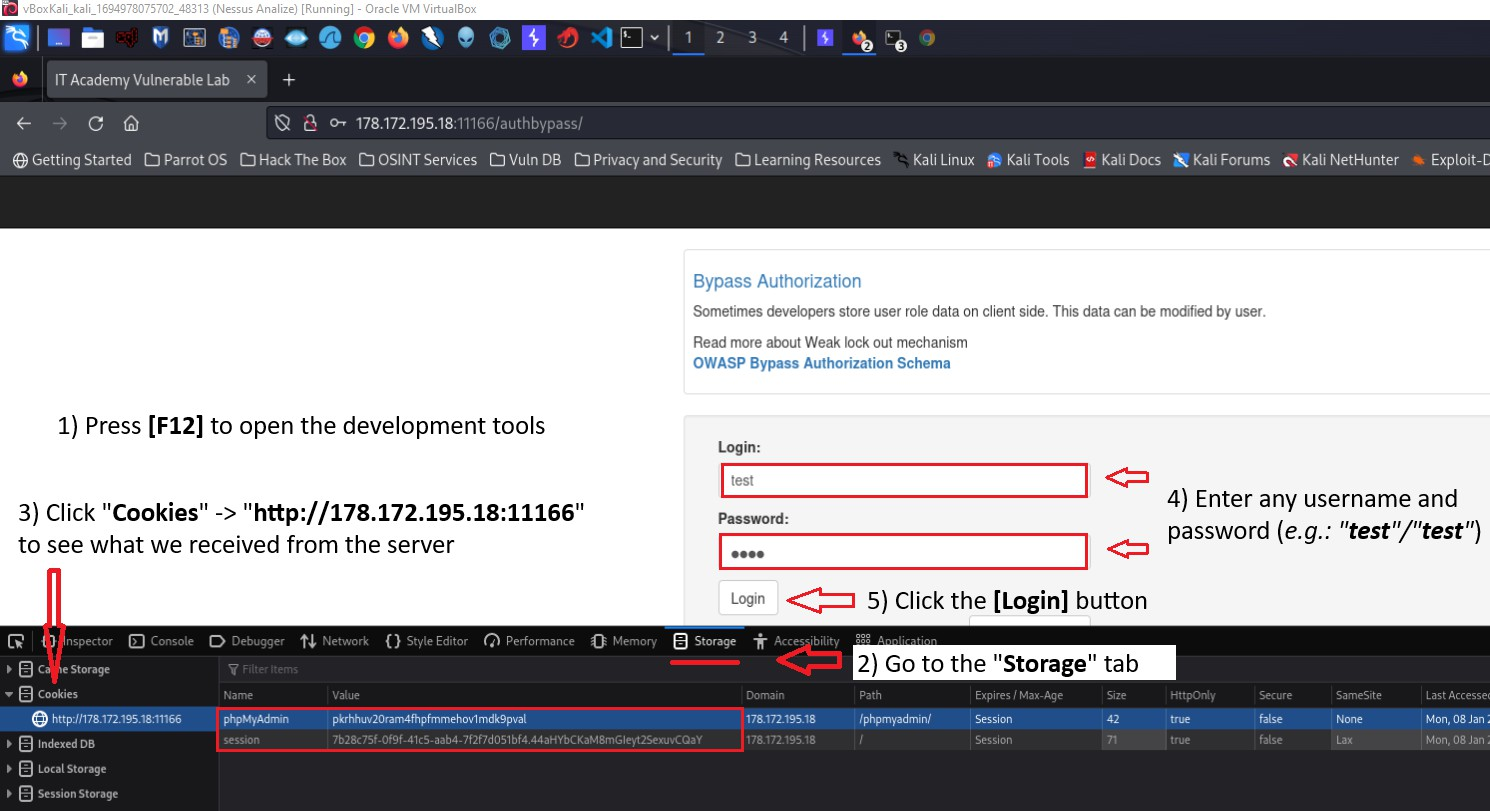 vBoxKali_kali_1694978075702_48313 (Nessus Analize) [Running] - Oracle VM VirtualBox
1 2 3 4 2 3
IT Academy Vulnerable Lab
178.172.195.18:11166/authbypass/
Getting Started Parrot OS Hack The Box OSINT Services Vuln DB Privacy and Security Learning Resources Kali Linux Kali Tools Kali Docs Kali Forums Kali NetHunter Exploit-D
Bypass Authorization
Sometimes developers store user role data on client side. This data can be modified by user.
Read more about Weak lock out mechanism
OWASP Bypass Authorization Schema
1) Press [F12] to open the development tools
Login:
test
3) Click "Cookies" -> "http://178.172.195.18:11166"
to see what we received from the server
4) Enter any username and
password (e.g.: "test"/"test")
Password:
Login
5) Click the [Login] button
Inspector Console Debugger Network Style Editor Performance Memory Storage Accessibility Application
2) Go to the "Storage" tab
Cache Storage Filter Items
Cookies Name Value Domain Path Expires / Max-Age Size HttpOnly Secure SameSite Last Accessed
http://178.172.195.18:11166 phpMyAdmin pkrhhuv20ram4fhpfmmehov1mdk9pval 178.172.195.18 /phpmyadmin/ Session 42 true false None Mon, 08 Jan 2
Indexed DB session 7b28c75f-0f9f-41c5-aab4-7f2f7d051bf4.44aHYbCKaM8mGIeyt2SexuvCQaY 178.172.195.18 / Session 71 true false Lax Mon, 08 Jan 2
Local Storage
Session Storage